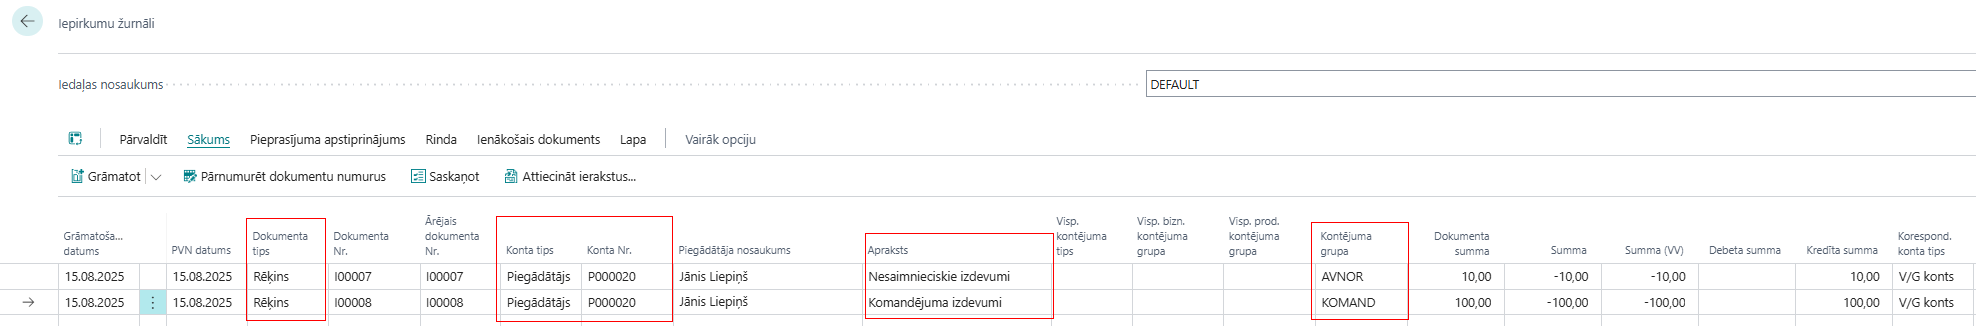 Iepirkumu žurnāli
Iedaļas nosaukums DEFAULT
Pārvaldīt Sākums Pieprasījuma apstiprinājums Rinda Ienākošais dokuments Lapa Vairāk opciju
Grāmatot Pārnumurēt dokumentu numurus Saskaņot Attiecināt ierakstus...
Grāmatoša... datums PVN datums Dokumenta tips Dokumenta Nr. Ārējais dokumenta Nr. Konta tips Konta Nr. Piegādātāja nosaukums Apraksts Visp. kontējuma tips Visp. bizn. kontējuma grupa Visp. prod. kontējuma grupa Kontējuma grupa Dokumenta summa Summa Summa (VV) Debeta summa Kredīta summa Korespond. konta tips
15.08.2025 15.08.2025 Rēķins I00007 I00007 Piegādātājs P000020 Jānis Liepiņš Nesaimnieciskie izdevumi AVNOR 10,00 -10,00 -10,00 10,00 V/G konts
15.08.2025 15.08.2025 Rēķins I00008 I00008 Piegādātājs P000020 Jānis Liepiņš Komandējuma izdevumi KOMAND 100,00 -100,00 -100,00 100,00 V/G konts